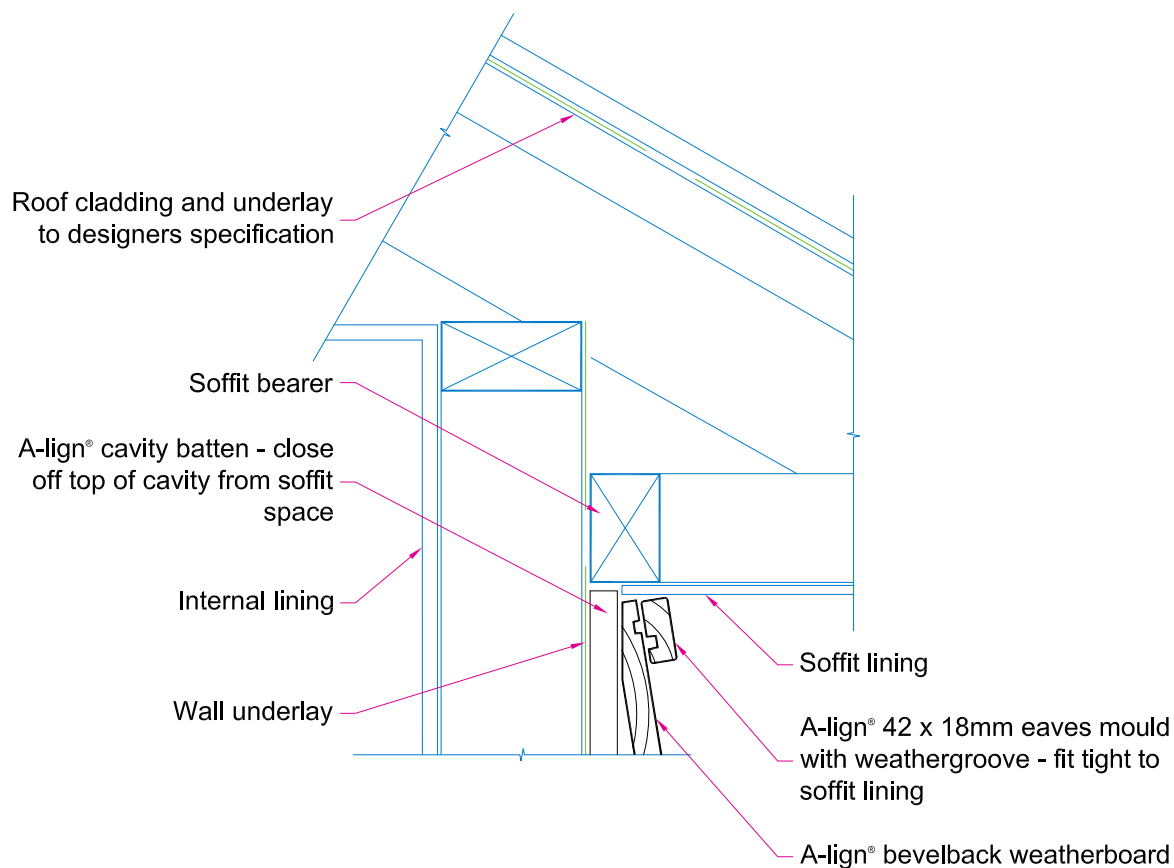 Roof cladding and underlay
to designers specification
Soffit bearer
A-lign® cavity batten - close
off top of cavity from soffit
space
Internal lining
Wall underlay
Soffit lining
A-lign® 42 x 18mm eaves mould
with weathergroove - fit tight to
soffit lining
A-lign® bevelback weatherboard